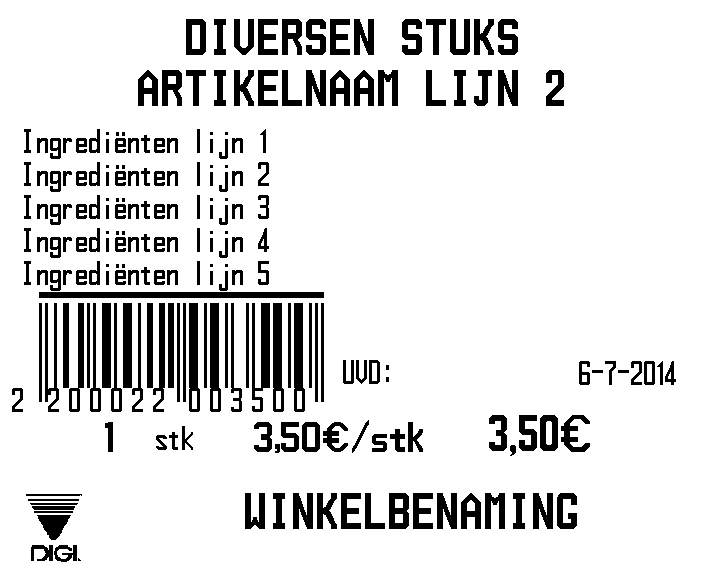 DIVERSEN STUKS
ARTIKELNAAM LIJN 2
Ingrediënten lijn 1
Ingrediënten lijn 2
Ingrediënten lijn 3
Ingrediënten lijn 4
Ingrediënten lijn 5
UVD: 6-7-2014
2 200022 003500
1 stk 3,50€/stk 3,50€
WINKELBENAMING
DIGI.